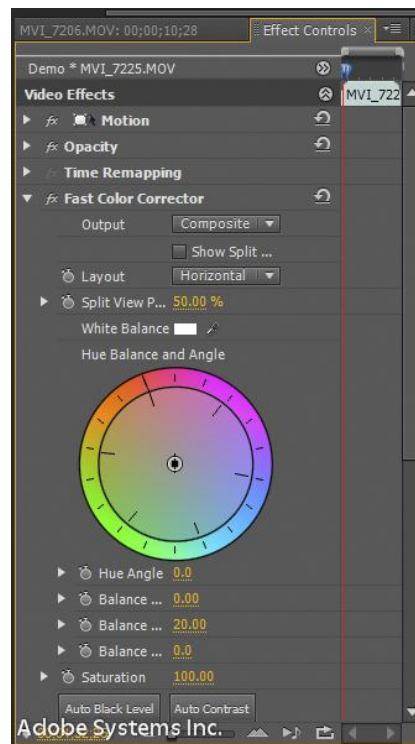 MVI_7206.MOV: 00;00;10;28 Effect Controls
Demo * MVI_7225.MOV
Video Effects MVI_722
fx Motion
fx Opacity
Time Remapping
fx Fast Color Corrector
Output Composite
Show Split ...
Layout Horizontal
Split View P... 50.00 %
White Balance
Hue Balance and Angle
Hue Angle 0.0
Balance ... 0.00
Balance ... 20.00
Balance ... 0.0
Saturation 100.00
Auto Black Level Auto Contrast
Adobe Systems Inc.